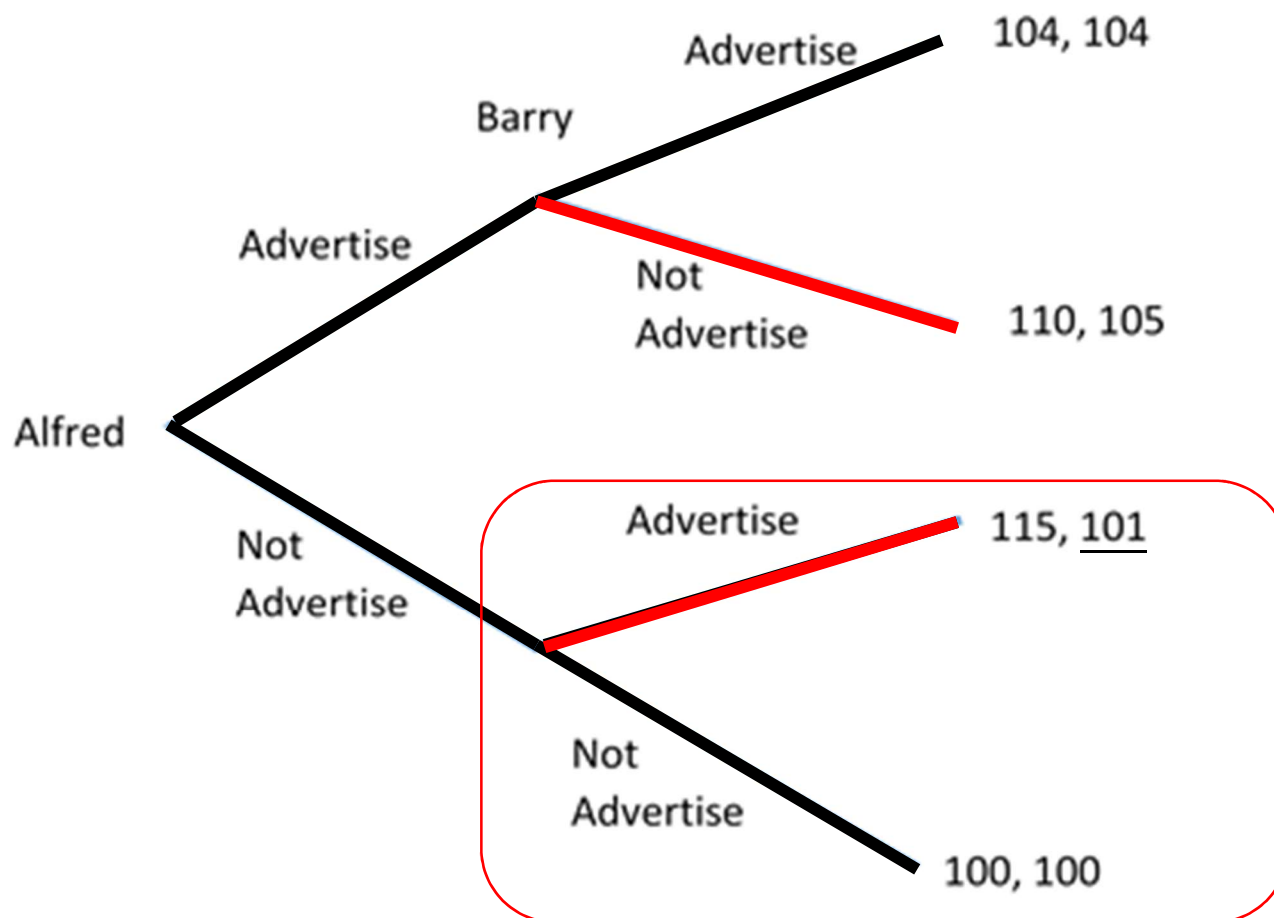 Advertise
104, 104
Barry
Advertise
Not
Advertise
110, 105
Alfred
Advertise
115, 101
Not
Advertise
Not
Advertise
100, 100